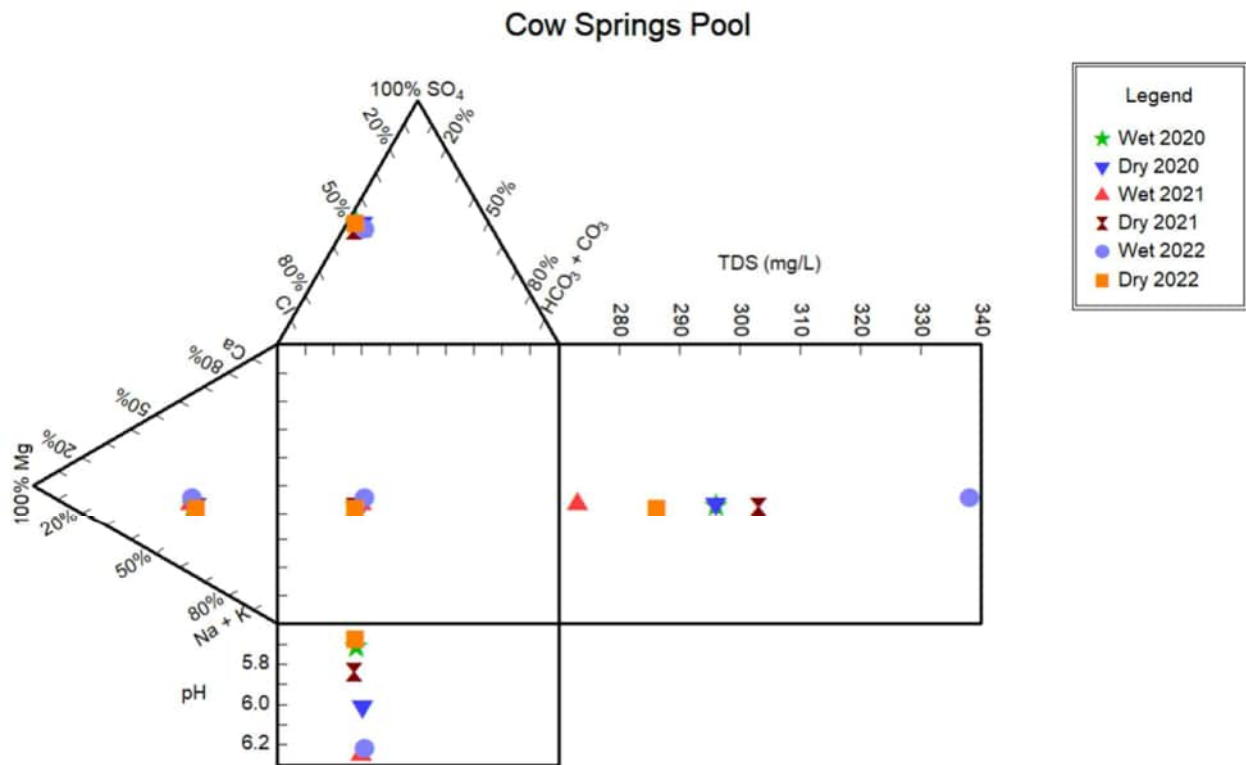 Cow Springs Pool
Legend
Wet 2020
Dry 2020
Wet 2021
Dry 2021
Wet 2022
Dry 2022
100% SO₄
20%
20%
50%
50%
80%
80%
Cl
HCO₃ + CO₃
TDS (mg/L)
280
290
300
310
320
330
340
Ca
80%
50%
20%
100% Mg
20%
50%
80%
Na + K
pH
5.8
6.0
6.2